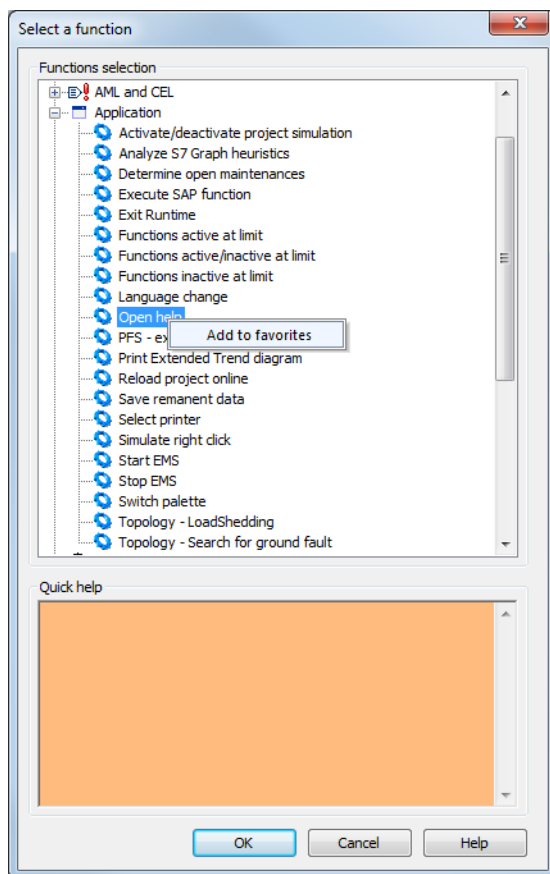 Select a function
Functions selection
AML and CEL
Application
Activate/deactivate project simulation
Analyze S7 Graph heuristics
Determine open maintenances
Execute SAP function
Exit Runtime
Functions active at limit
Functions active/inactive at limit
Functions inactive at limit
Language change
Open help
Add to favorites
PFS - ex
Print Extended Trend diagram
Reload project online
Save remanent data
Select printer
Simulate right click
Start EMS
Stop EMS
Switch palette
Topology - LoadShedding
Topology - Search for ground fault
Quick help
OK Cancel Help